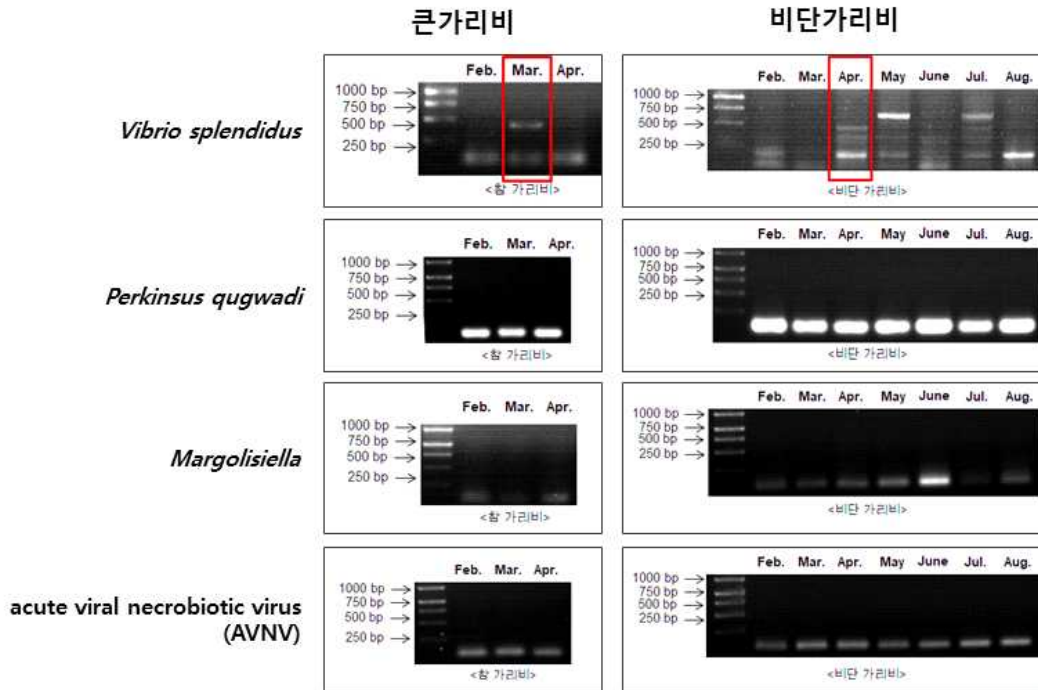 큰가리비
비단가리비
Vibrio splendidus
Feb. Mar. Apr.
1000 bp
750 bp
500 bp
250 bp
<참 가리비>
Feb. Mar. Apr. May June Jul. Aug.
1000 bp
750 bp
500 bp
250 bp
<비단 가리비>
Perkinsus qugwadi
Feb. Mar. Apr.
1000 bp
750 bp
500 bp
250 bp
<참 가리비>
Feb. Mar. Apr. May June Jul. Aug.
1000 bp
750 bp
500 bp
250 bp
<비단 가리비>
Margolisiella
Feb. Mar. Apr.
1000 bp
750 bp
500 bp
250 bp
<참 가리비>
Feb. Mar. Apr. May June Jul. Aug.
1000 bp
750 bp
500 bp
250 bp
<비단 가리비>
acute viral necrobiotic virus
(AVNV)
Feb. Mar. Apr.
1000 bp
750 bp
500 bp
250 bp
<참 가리비>
Feb. Mar. Apr. May June Jul. Aug.
1000 bp
750 bp
500 bp
250 bp
<비단 가리비>